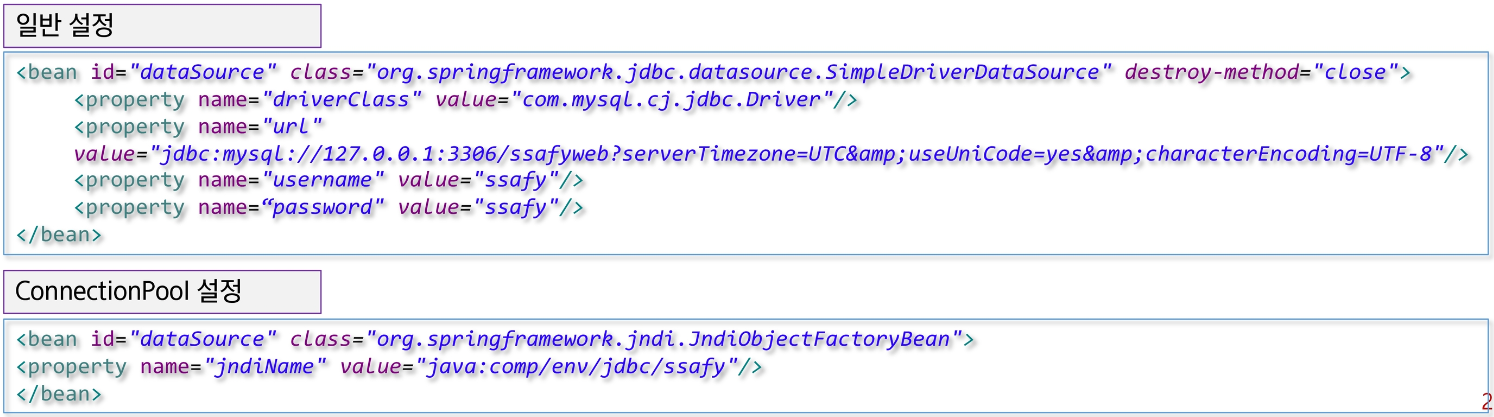 일반 설정
<bean id="dataSource" class="org.springframework.jdbc.datasource.SimpleDriverDataSource" destroy-method="close">
<property name="driverClass" value="com.mysql.cj.jdbc.Driver"/>
<property name="url"
value="jdbc:mysql://127.0.0.1:3306/ssafyweb?serverTimezone=UTC&amp;useUniCode=yes&amp;characterEncoding=UTF-8"/>
<property name="username" value="ssafy"/>
<property name=“password" value="ssafy"/>
</bean>
ConnectionPool 설정
<bean id="dataSource" class="org.springframework.jndi.JndiObjectFactoryBean">
<property name="jndiName" value="java:comp/env/jdbc/ssafy"/>
</bean>
2